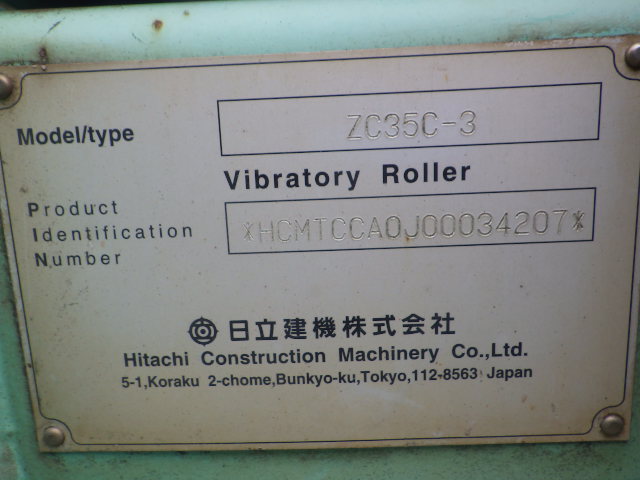 Model/type ZC35C-3
Vibratory Roller
Product
Identification
Number
*HCMTCCA0J00034207*
日立建機株式会社
Hitachi Construction Machinery Co.,Ltd.
5-1,Koraku 2-chome,Bunkyo-ku,Tokyo,112-8563 Japan